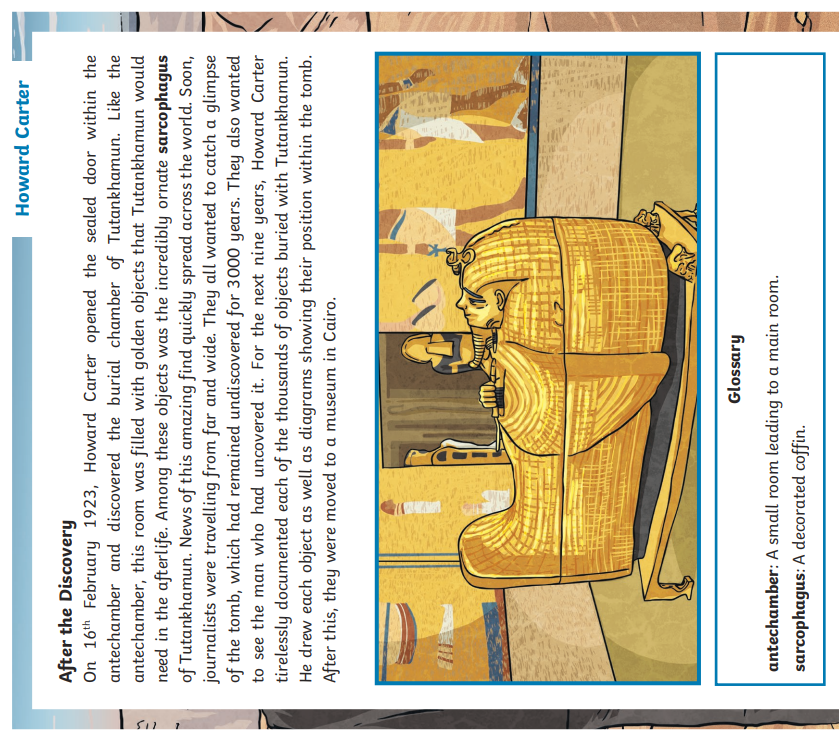 Howard Carter
After the Discovery
On 16th February 1923, Howard Carter opened the sealed door within the
antechamber and discovered the burial chamber of Tutankhamun. Like the
antechamber, this room was filled with golden objects that Tutankhamun would
need in the afterlife. Among these objects was the incredibly ornate sarcophagus
of Tutankhamun. News of this amazing find quickly spread across the world. Soon,
journalists were travelling from far and wide. They all wanted to catch a glimpse
of the tomb, which had remained undiscovered for 3000 years. They also wanted
to see the man who had uncovered it. For the next nine years, Howard Carter
tirelessly documented each of the thousands of objects buried with Tutankhamun.
He drew each object as well as diagrams showing their position within the tomb.
After this, they were moved to a museum in Cairo.
Glossary
antechamber: A small room leading to a main room.
sarcophagus: A decorated coffin.